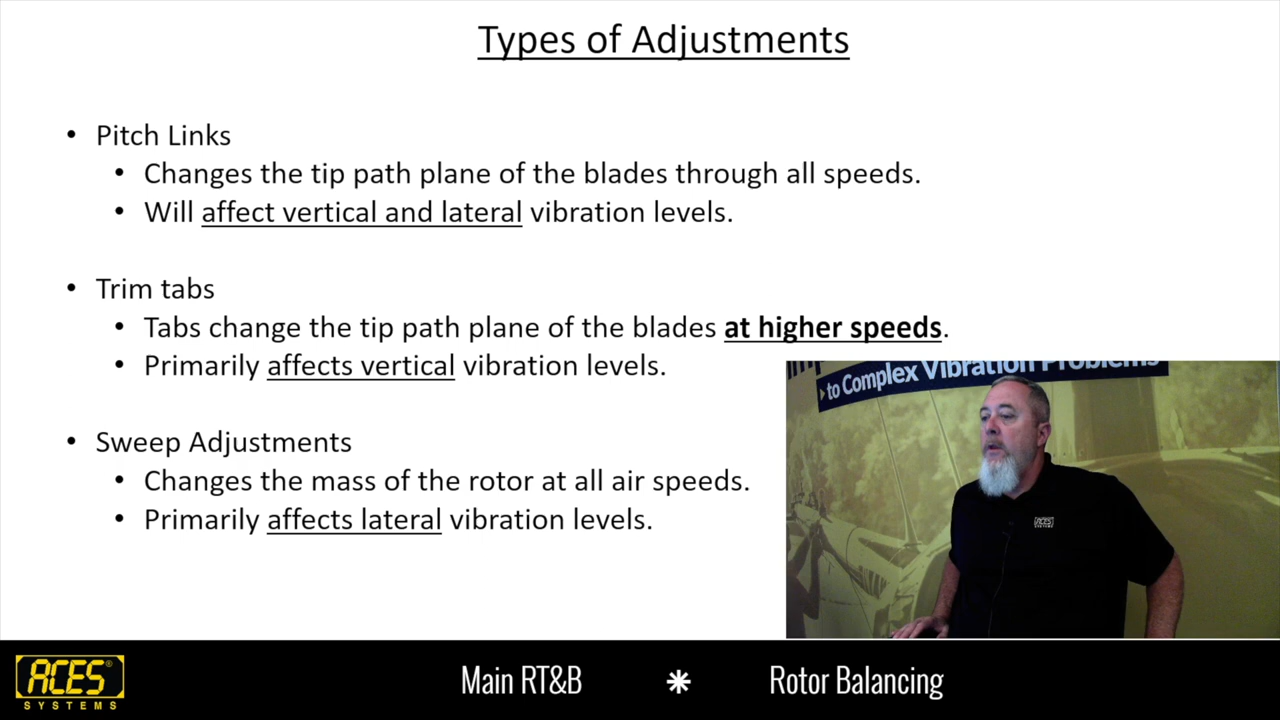 Types of Adjustments
• Pitch Links
• Changes the tip path plane of the blades through all speeds.
• Will affect vertical and lateral vibration levels.
• Trim tabs
• Tabs change the tip path plane of the blades at higher speeds.
• Primarily affects vertical vibration levels.
• Sweep Adjustments
• Changes the mass of the rotor at all air speeds.
• Primarily affects lateral vibration levels.
to Complex Vibration Problems
ACES
SYSTEMS
ACES®
SYSTEMS
Main RT&B * Rotor Balancing